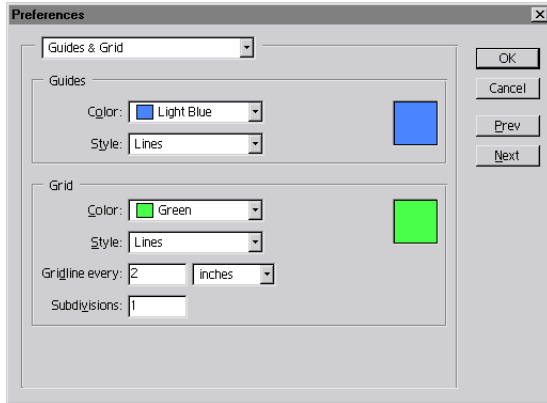 Preferences
Guides & Grid
OK
Cancel
Prev
Next
Guides
Color: Light Blue
Style: Lines
Grid
Color: Green
Style: Lines
Gridline every: 2 inches
Subdivisions: 1